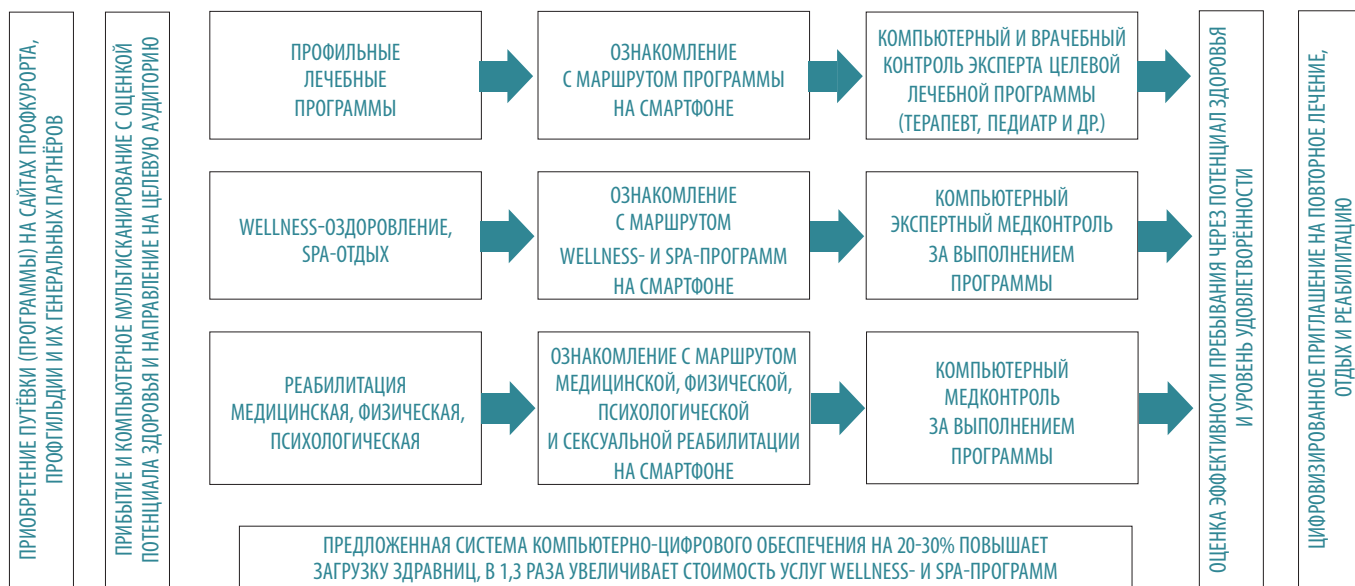 ПРИОБРЕТЕНИЕ ПУТЁВКИ (ПРОГРАММЫ) НА САЙТАХ ПРОФКУРОРТА,
ПРОФГИЛЬДИИ И ИХ ГЕНЕРАЛЬНЫХ ПАРТНЁРОВ
ПРИБЫТИЕ И КОМПЬЮТЕРНОЕ МУЛЬТИСКАНИРОВАНИЕ С ОЦЕНКОЙ
ПОТЕНЦИАЛА ЗДОРОВЬЯ И НАПРАВЛЕНИЕ НА ЦЕЛЕВУЮ АУДИТОРИЮ
ПРОФИЛЬНЫЕ
ЛЕЧЕБНЫЕ
ПРОГРАММЫ
ОЗНАКОМЛЕНИЕ
С МАРШРУТОМ ПРОГРАММЫ
НА СМАРТФОНЕ
КОМПЬЮТЕРНЫЙ И ВРАЧЕБНЫЙ
КОНТРОЛЬ ЭКСПЕРТА ЦЕЛЕВОЙ
ЛЕЧЕБНОЙ ПРОГРАММЫ
(ТЕРАПЕВТ, ПЕДИАТР И ДР.)
WELLNESS-ОЗДОРОВЛЕНИЕ,
SPA-ОТДЫХ
ОЗНАКОМЛЕНИЕ
С МАРШРУТОМ
WELLNESS- И SPA-ПРОГРАММ
НА СМАРТФОНЕ
КОМПЬЮТЕРНЫЙ
ЭКСПЕРТНЫЙ МЕДКОНТРОЛЬ
ЗА ВЫПОЛНЕНИЕМ
ПРОГРАММЫ
РЕАБИЛИТАЦИЯ
МЕДИЦИНСКАЯ, ФИЗИЧЕСКАЯ,
ПСИХОЛОГИЧЕСКАЯ
ОЗНАКОМЛЕНИЕ С МАРШРУТОМ
МЕДИЦИНСКОЙ, ФИЗИЧЕСКОЙ,
ПСИХОЛОГИЧЕСКОЙ
И СЕКСУАЛЬНОЙ РЕАБИЛИТАЦИИ
НА СМАРТФОНЕ
КОМПЬЮТЕРНЫЙ
МЕДКОНТРОЛЬ
ЗА ВЫПОЛНЕНИЕМ
ПРОГРАММЫ
ОЦЕНКА ЭФФЕКТИВНОСТИ ПРЕБЫВАНИЯ ЧЕРЕЗ ПОТЕНЦИАЛ ЗДОРОВЬЯ
И УРОВЕНЬ УДОВЛЕТВОРЁННОСТИ
ЦИФРОВИЗИРОВАННОЕ ПРИГЛАШЕНИЕ НА ПОВТОРНОЕ ЛЕЧЕНИЕ,
ОТДЫХ И РЕАБИЛИТАЦИЮ
ПРЕДЛОЖЕННАЯ СИСТЕМА КОМПЬЮТЕРНО-ЦИФРОВОГО ОБЕСПЕЧЕНИЯ НА 20-30% ПОВЫШАЕТ
ЗАГРУЗКУ ЗДРАВНИЦ, В 1,3 РАЗА УВЕЛИЧИВАЕТ СТОИМОСТЬ УСЛУГ WELLNESS- И SPA-ПРОГРАММ